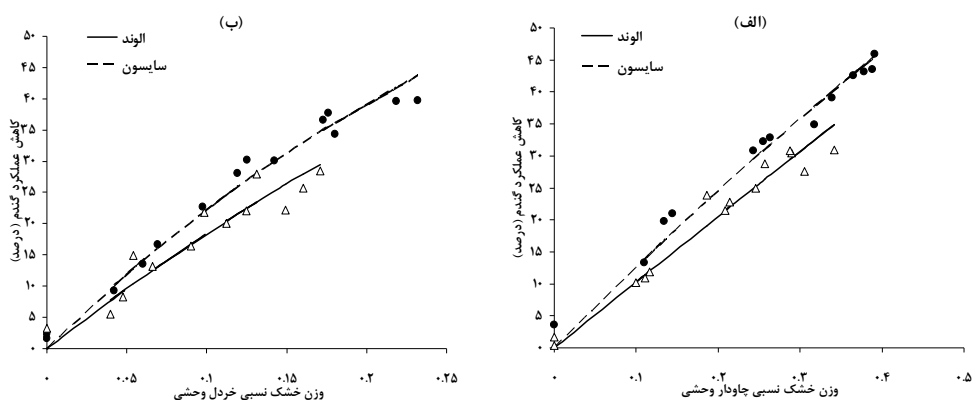 (الف)
الوند
سایسون
کاهش عملکرد گندم (درصد)
۵۰
۴۵
۴۰
۳۵
۳۰
۲۵
۲۰
۱۵
۱۰
۵
۰
۰ ۰.۱ ۰.۲ ۰.۳ ۰.۴ ۰.۵
وزن خشک نسبی چاودار وحشی
(ب)
الوند
سایسون
کاهش عملکرد گندم (درصد)
۵۰
۴۵
۴۰
۳۵
۳۰
۲۵
۲۰
۱۵
۱۰
۵
۰
۰ ۰.۰۵ ۰.۱ ۰.۱۵ ۰.۲ ۰.۲۵
وزن خشک نسبی خردل وحشی